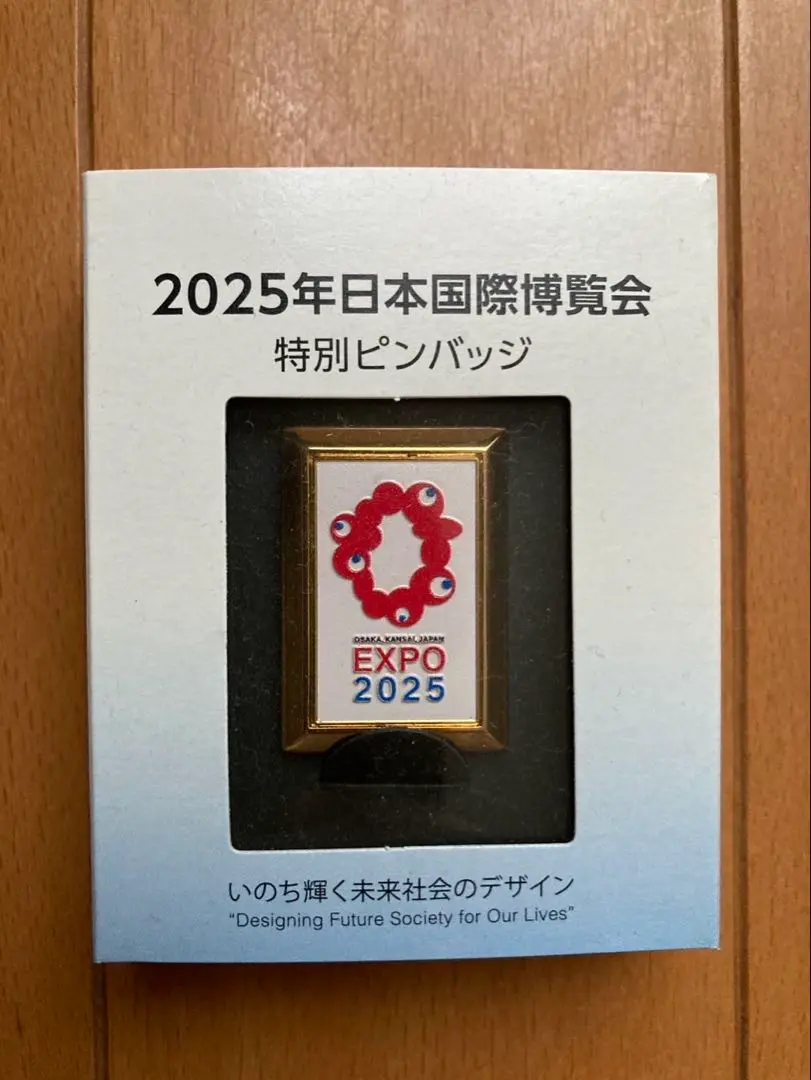 2025年日本国際博覧会
特別ピンバッジ
OSAKA, KANSAI, JAPAN
EXPO
2025
いのち輝く未来社会のデザイン
“Designing Future Society for Our Lives”